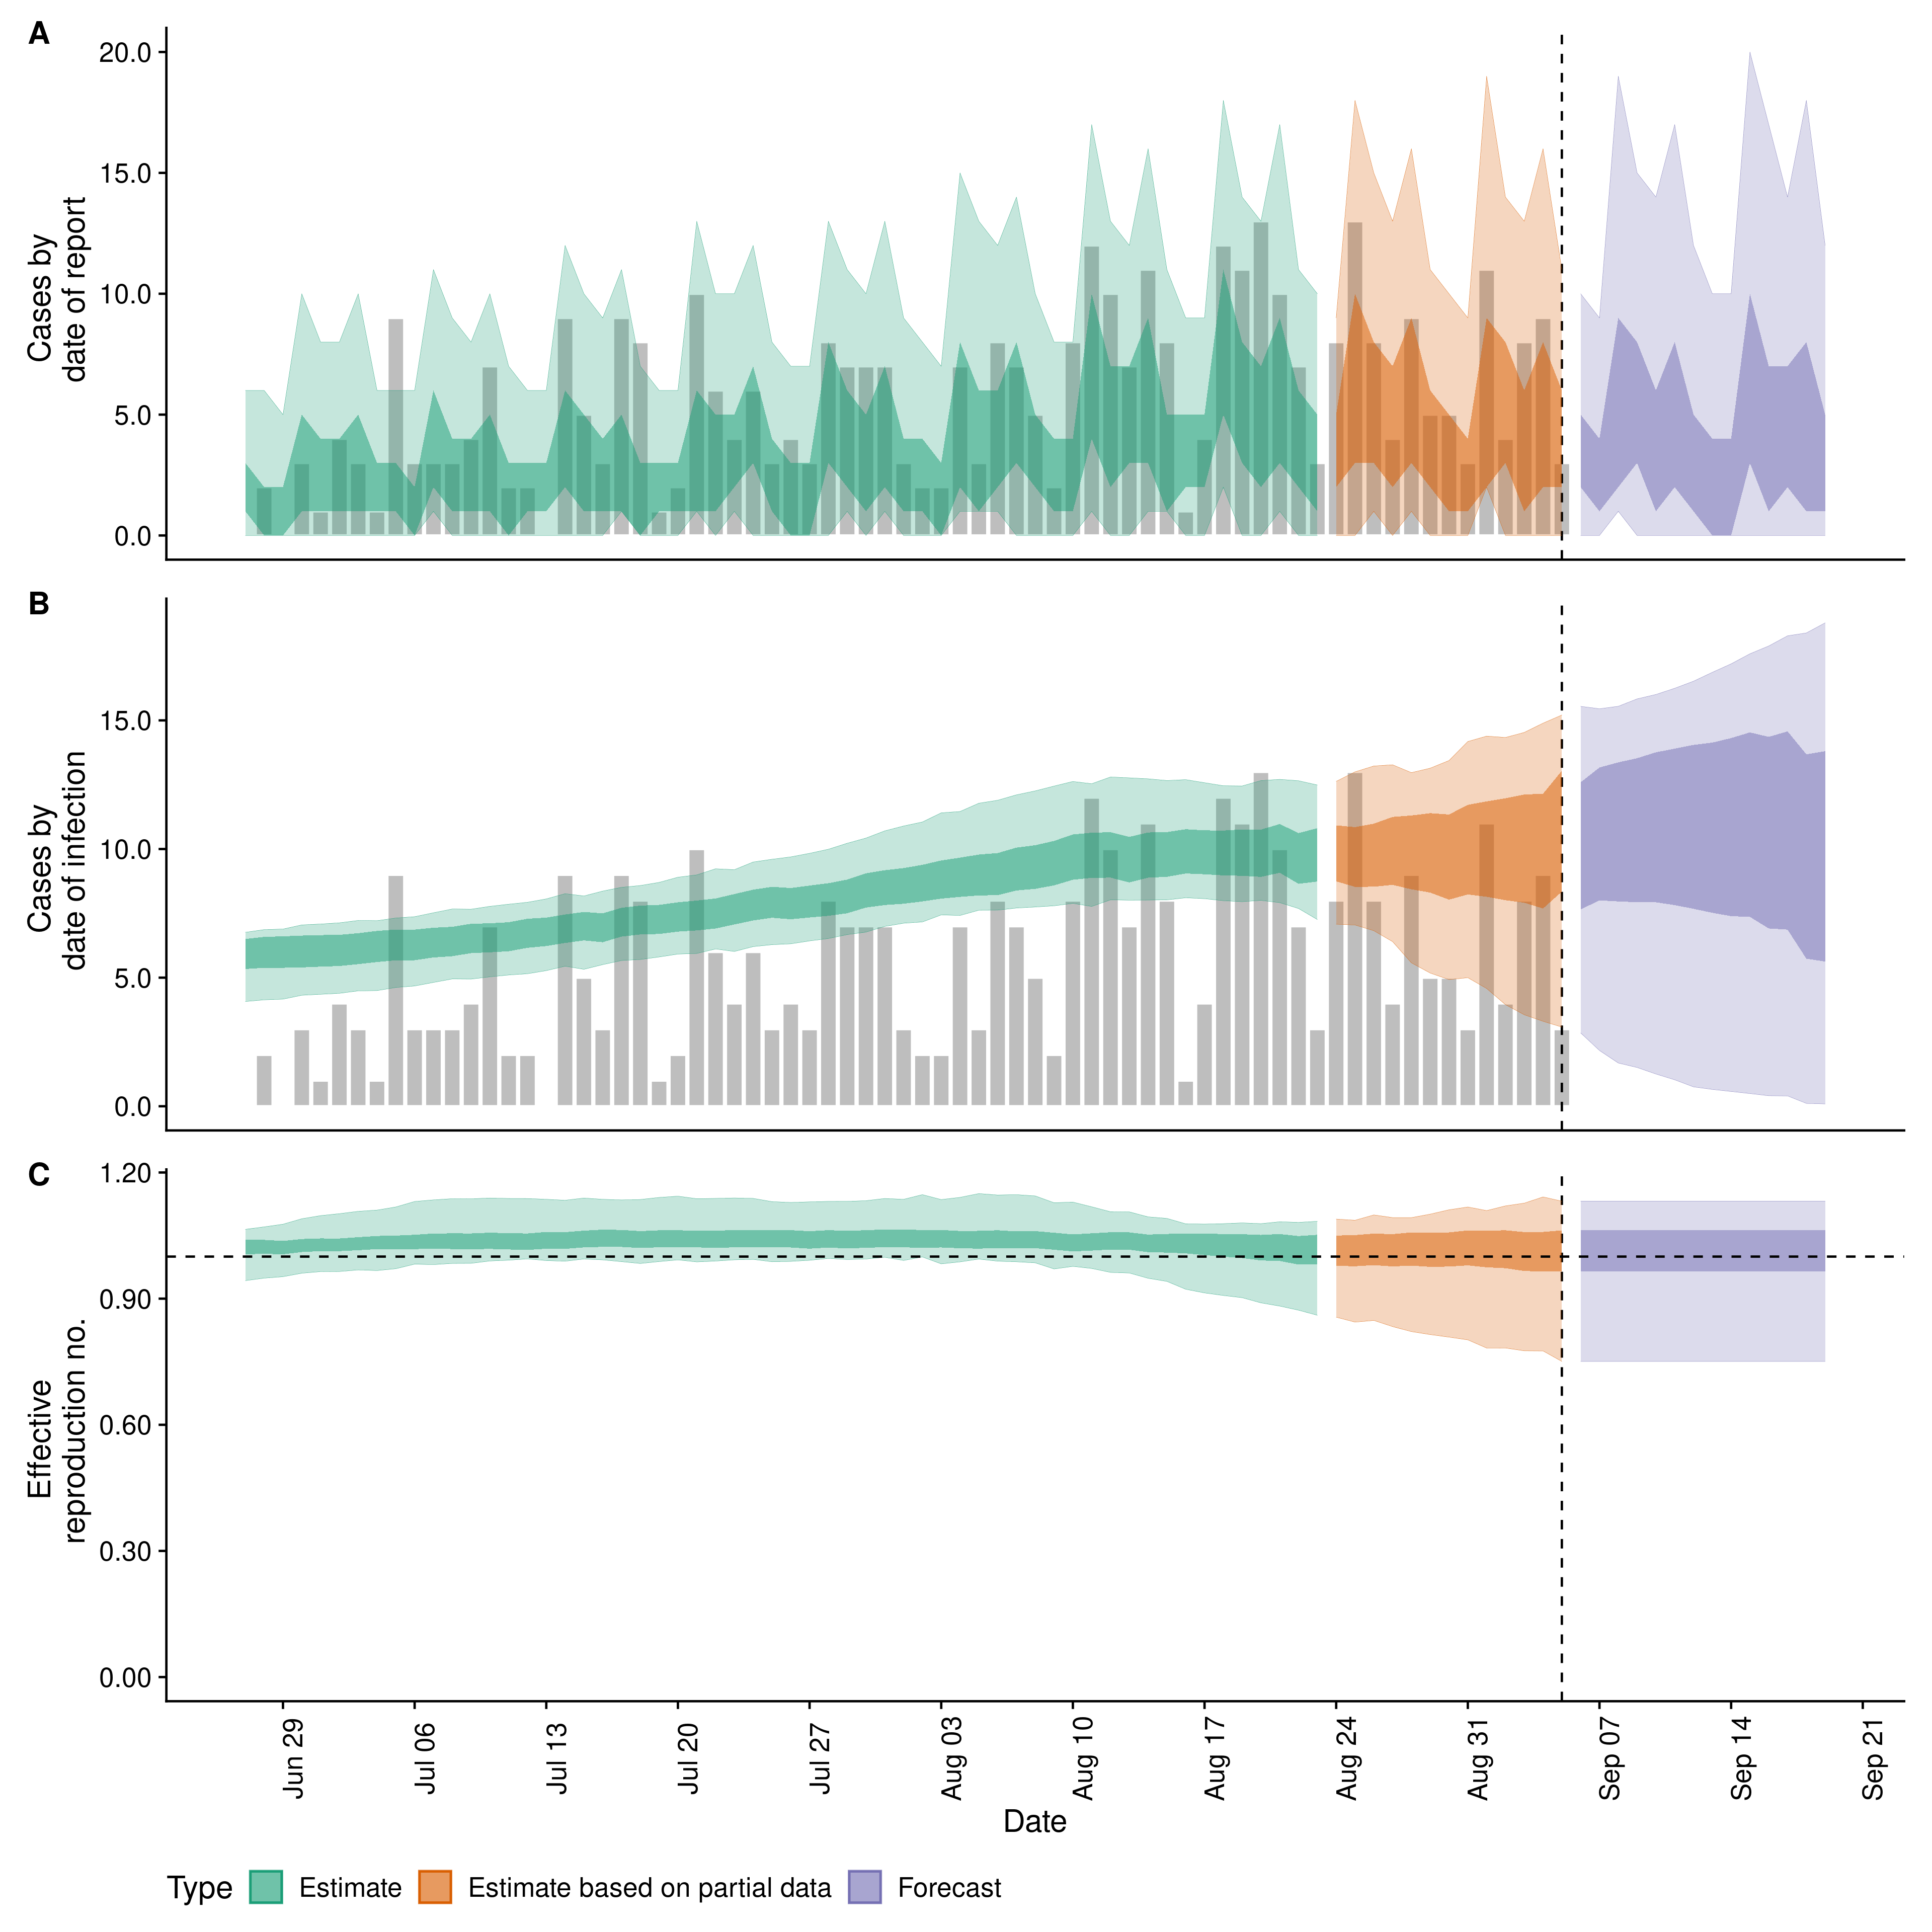 A
20.0
15.0
10.0
5.0
0.0
Cases by
date of report
B
15.0
10.0
5.0
0.0
Cases by
date of infection
C
1.20
0.90
0.60
0.30
0.00
Effective
reproduction no.
Jun 29
Jul 06
Jul 13
Jul 20
Jul 27
Aug 03
Aug 10
Aug 17
Aug 24
Aug 31
Sep 07
Sep 14
Sep 21
Date
Type Estimate Estimate based on partial data Forecast